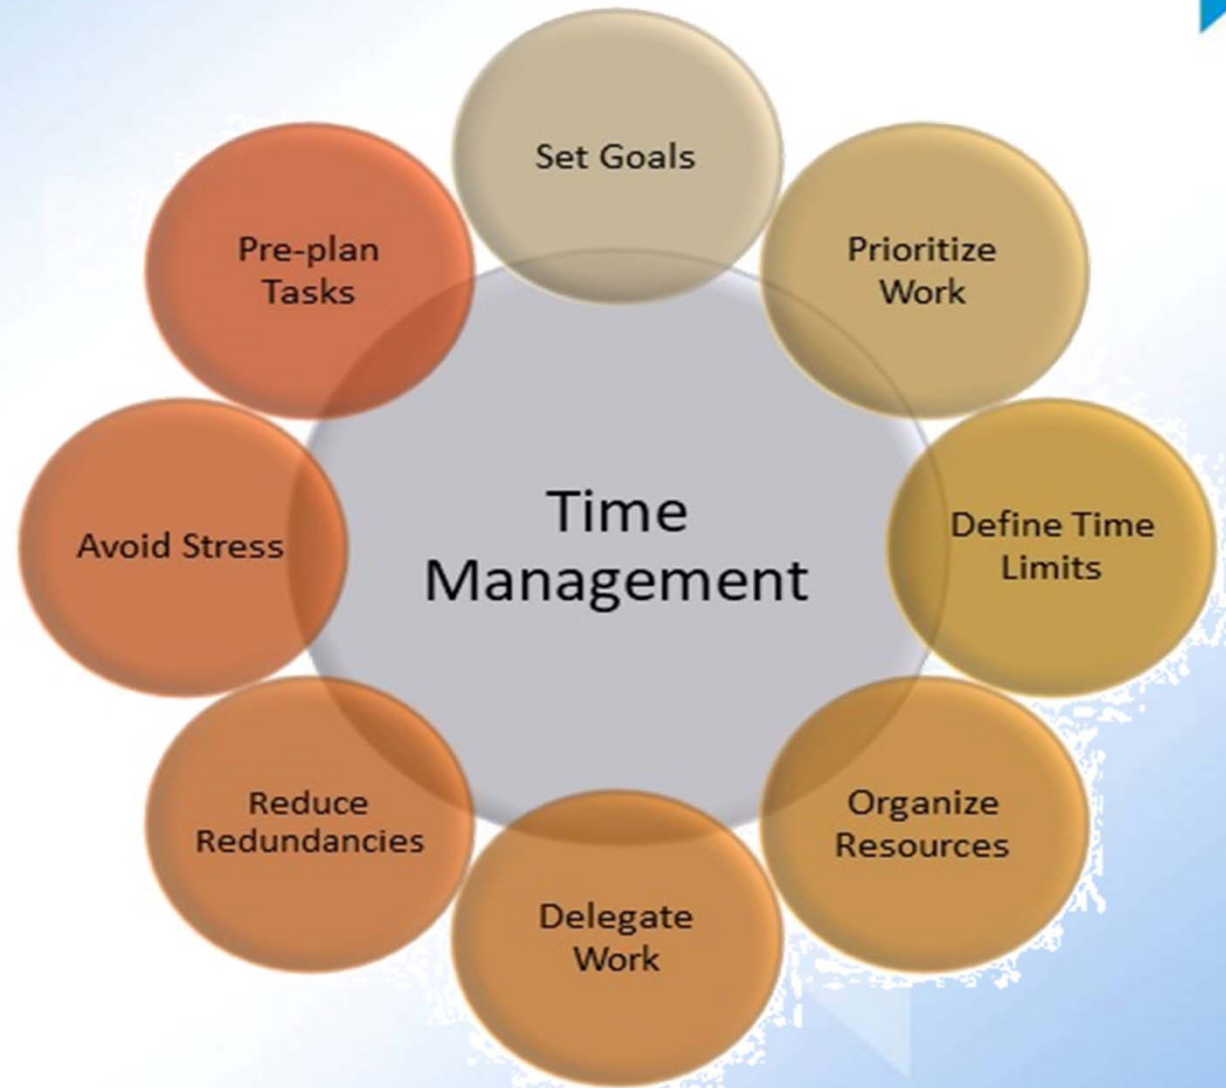 Set Goals
Prioritize
Work
Define Time
Limits
Organize
Resources
Delegate
Work
Reduce
Redundancies
Avoid Stress
Pre-plan
Tasks
Time
Management